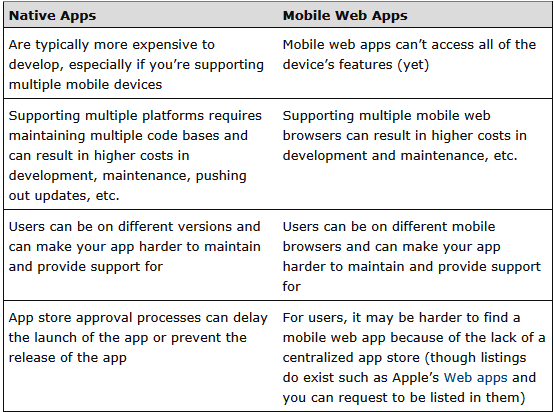 Native Apps
Mobile Web Apps
Are typically more expensive to
develop, especially if you’re supporting
multiple mobile devices
Mobile web apps can’t access all of the
device’s features (yet)
Supporting multiple platforms requires
maintaining multiple code bases and
can result in higher costs in
development, maintenance, pushing
out updates, etc.
Supporting multiple mobile web
browsers can result in higher costs in
development and maintenance, etc.
Users can be on different versions and
can make your app harder to maintain
and provide support for
Users can be on different mobile
browsers and can make your app
harder to maintain and provide support
for
App store approval processes can delay
the launch of the app or prevent the
release of the app
For users, it may be harder to find a
mobile web app because of the lack of a
centralized app store (though listings
do exist such as Apple’s Web apps and
you can request to be listed in them)